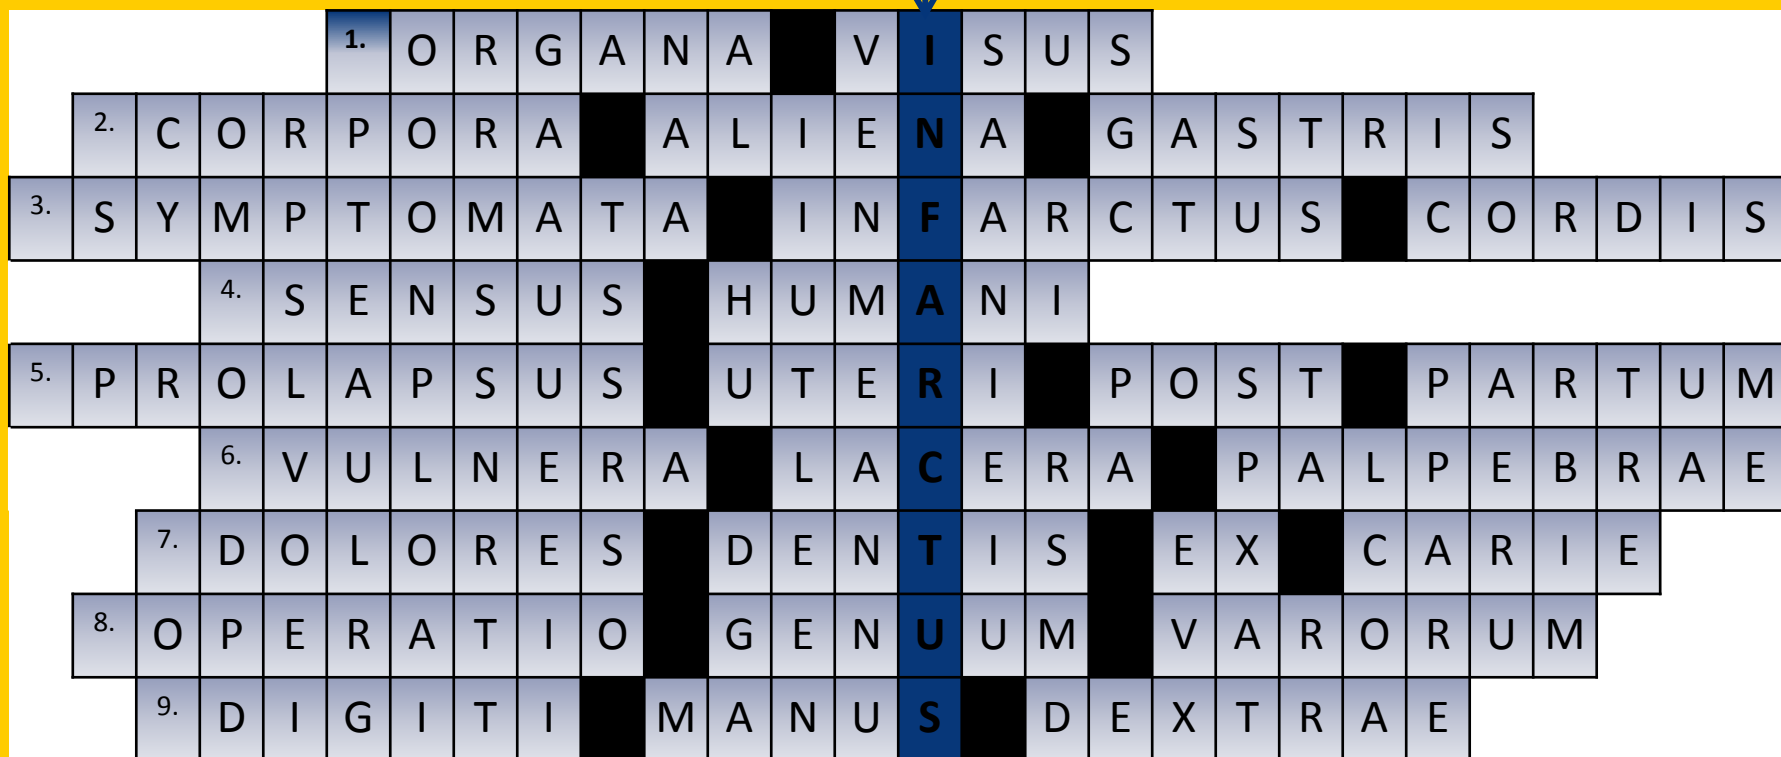 1. ORGANA VISUS
2. CORPORA ALIENA GASTRIS
3. SYMPTOMATA INFARCTUS CORDIS
4. SENSUS HUMANI
5. PROLAPSUS UTERI POST PARTUM
6. VULNERA LACERA PALPEBRAE
7. DOLORES DENTIS EX CARIE
8. OPERATIO GENUUM VARORUM
9. DIGITI MANUS DEXTRAE